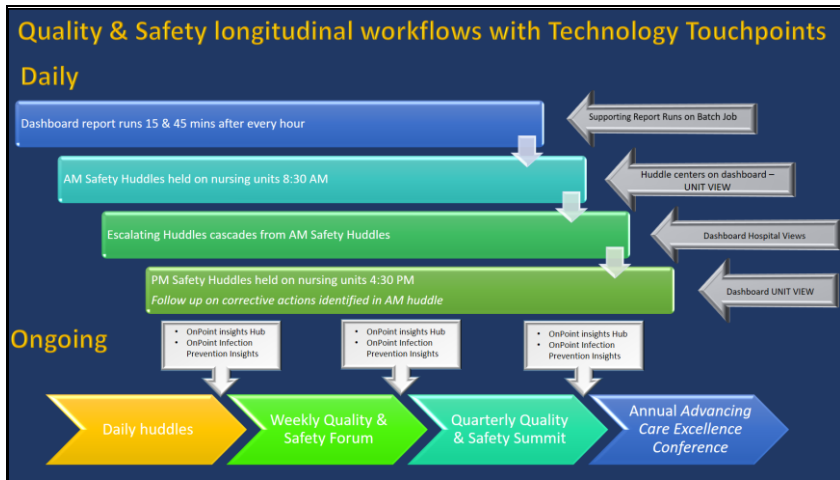 Quality & Safety longitudinal workflows with Technology Touchpoints
Daily
Dashboard report runs 15 & 45 mins after every hour
Supporting Report Runs on Batch Job
AM Safety Huddles held on nursing units 8:30 AM
Huddle centers on dashboard –
UNIT VIEW
Escalating Huddles cascades from AM Safety Huddles
Dashboard Hospital Views
PM Safety Huddles held on nursing units 4:30 PM
Follow up on corrective actions identified in AM huddle
Dashboard UNIT VIEW
Ongoing
• OnPoint insights Hub
• OnPoint Infection
Prevention Insights
• OnPoint insights Hub
• OnPoint Infection
Prevention Insights
• OnPoint insights Hub
• OnPoint Infection
Prevention Insights
Daily huddles
Weekly Quality &
Safety Forum
Quarterly Quality
& Safety Summit
Annual Advancing
Care Excellence
Conference